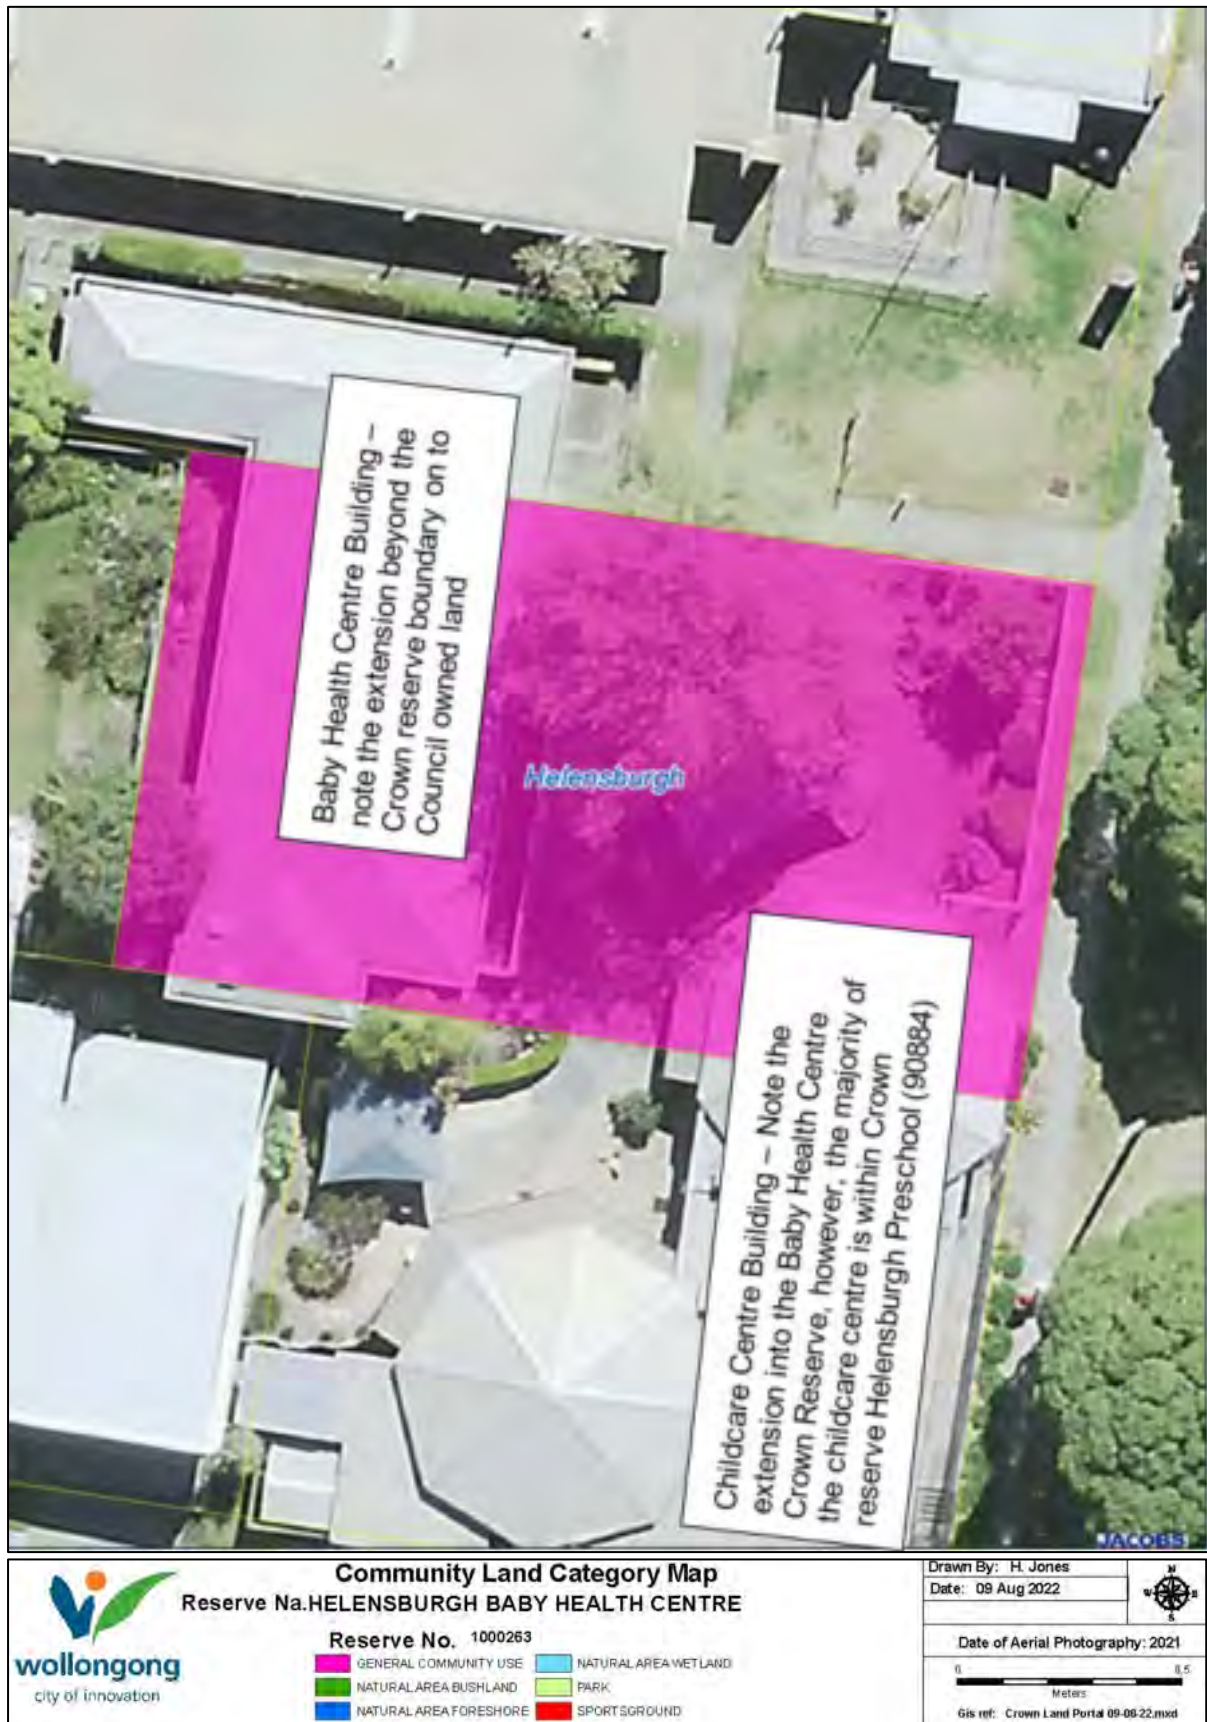 Baby Health Centre Building –
note the extension beyond the
Crown reserve boundary on to
Council owned land
Helensburgh
Childcare Centre Building – Note the
extension into the Baby Health Centre
Crown Reserve, however, the majority of
the childcare centre is within Crown
reserve Helensburgh Preschool (90884)
JACOBS
wollongong
city of innovation
Community Land Category Map
Reserve Na.HELENSBURGH BABY HEALTH CENTRE
Reserve No. 1000263
GENERAL COMMUNITY USE
NATURAL AREA WETLAND
NATURAL AREA BUSHLAND
PARK
NATURAL AREA FORESHORE
SPORTSGROUND
Drawn By: H. Jones
Date: 09 Aug 2022
N
W
E
S
Date of Aerial Photography: 2021
0 8.5
Meters
Gis ref: Crown Land Portal 09-08-22.mxd